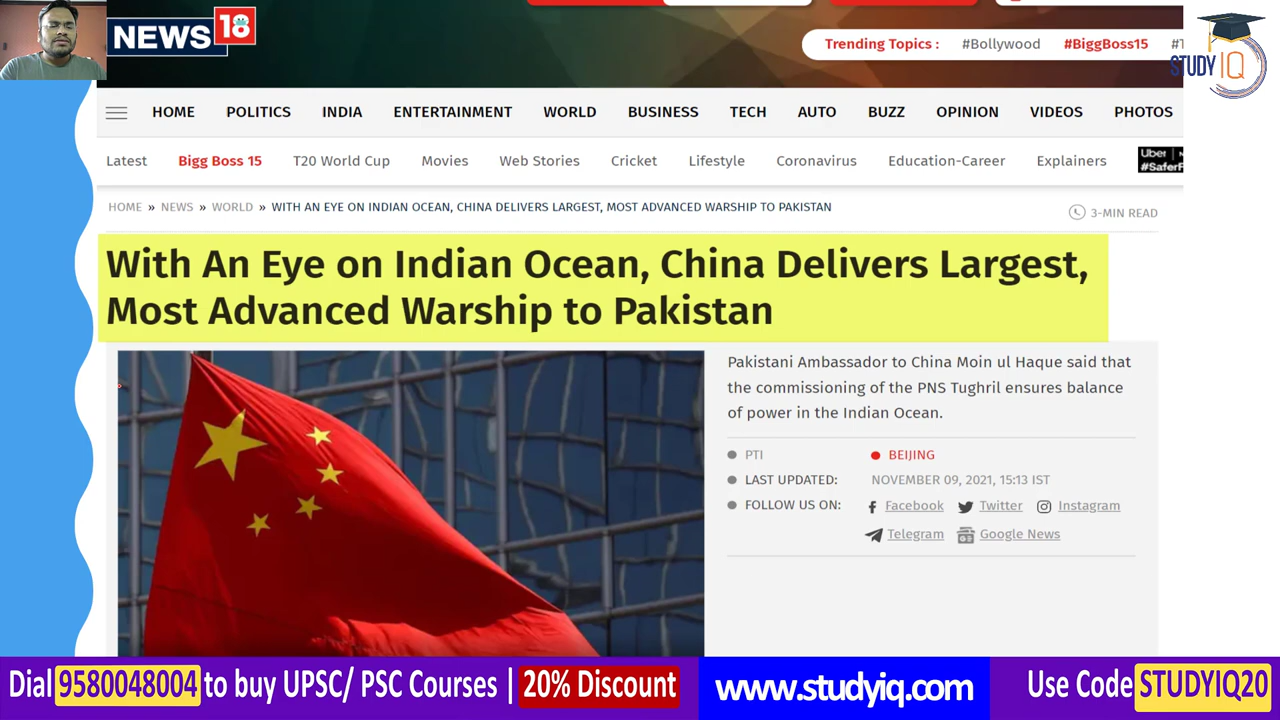 NEWS 18
Trending Topics : #Bollywood #BiggBoss15
STUDY IQ
HOME POLITICS INDIA ENTERTAINMENT WORLD BUSINESS TECH AUTO BUZZ OPINION VIDEOS PHOTOS
Latest Bigg Boss 15 T20 World Cup Movies Web Stories Cricket Lifestyle Coronavirus Education-Career Explainers
Uber
HOME » NEWS » WORLD » WITH AN EYE ON INDIAN OCEAN, CHINA DELIVERS LARGEST, MOST ADVANCED WARSHIP TO PAKISTAN
3-MIN READ
With An Eye on Indian Ocean, China Delivers Largest,
Most Advanced Warship to Pakistan
Pakistani Ambassador to China Moin ul Haque said that
the commissioning of the PNS Tughril ensures balance
of power in the Indian Ocean.
PTI BEIJING
LAST UPDATED: NOVEMBER 09, 2021, 15:13 IST
FOLLOW US ON: Facebook Twitter Instagram
Telegram Google News
Dial 9580048004 to buy UPSC/ PSC Courses | 20% Discount www.studyiq.com Use Code STUDYIQ20